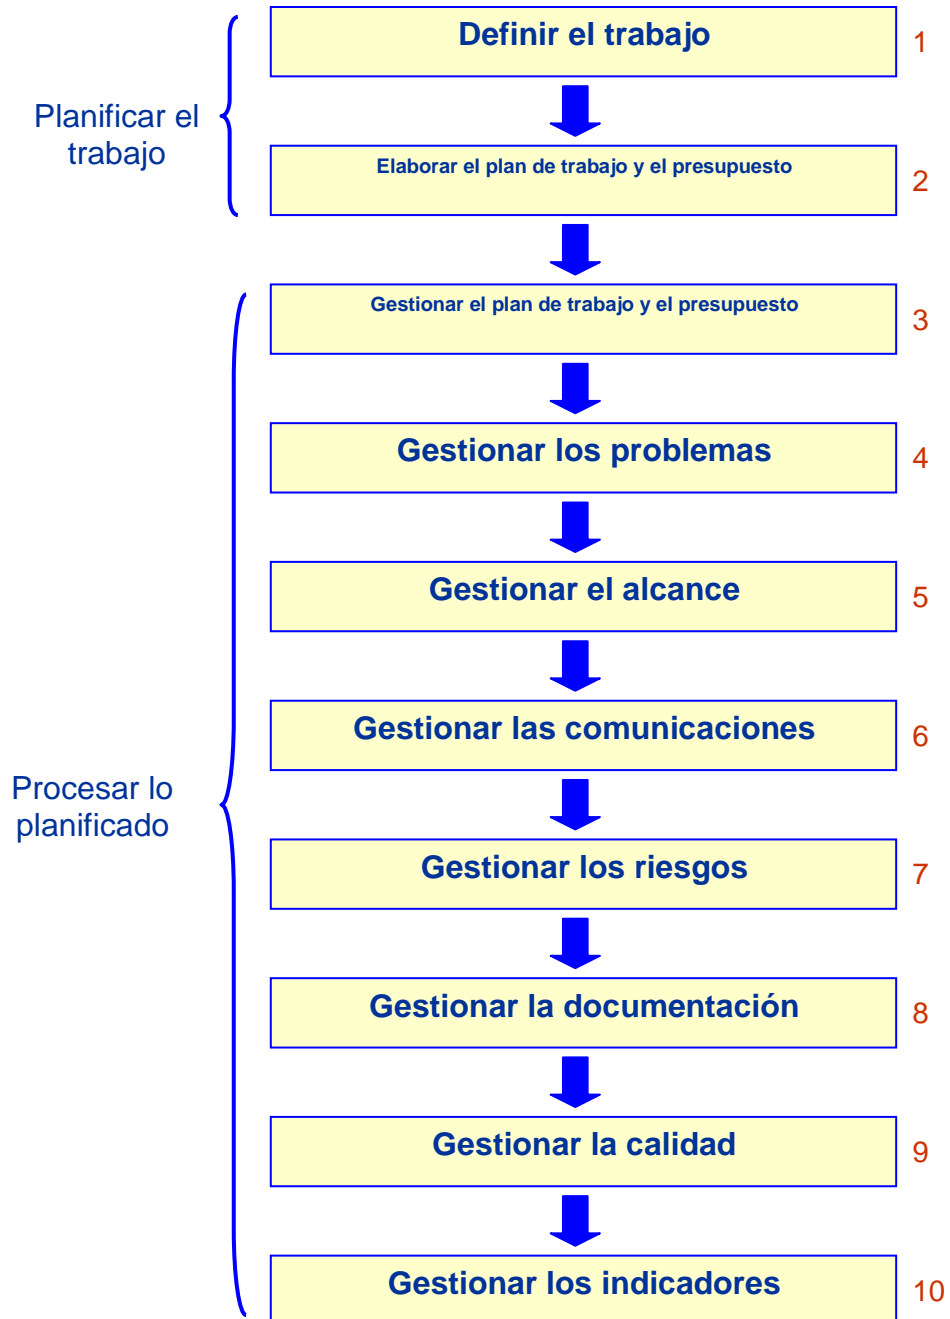 Definir el trabajo
1
Planificar el
trabajo
Elaborar el plan de trabajo y el presupuesto
2
Gestionar el plan de trabajo y el presupuesto
3
Gestionar los problemas
4
Gestionar el alcance
5
Gestionar las comunicaciones
6
Procesar lo
planificado
Gestionar los riesgos
7
Gestionar la documentación
8
Gestionar la calidad
9
Gestionar los indicadores
10